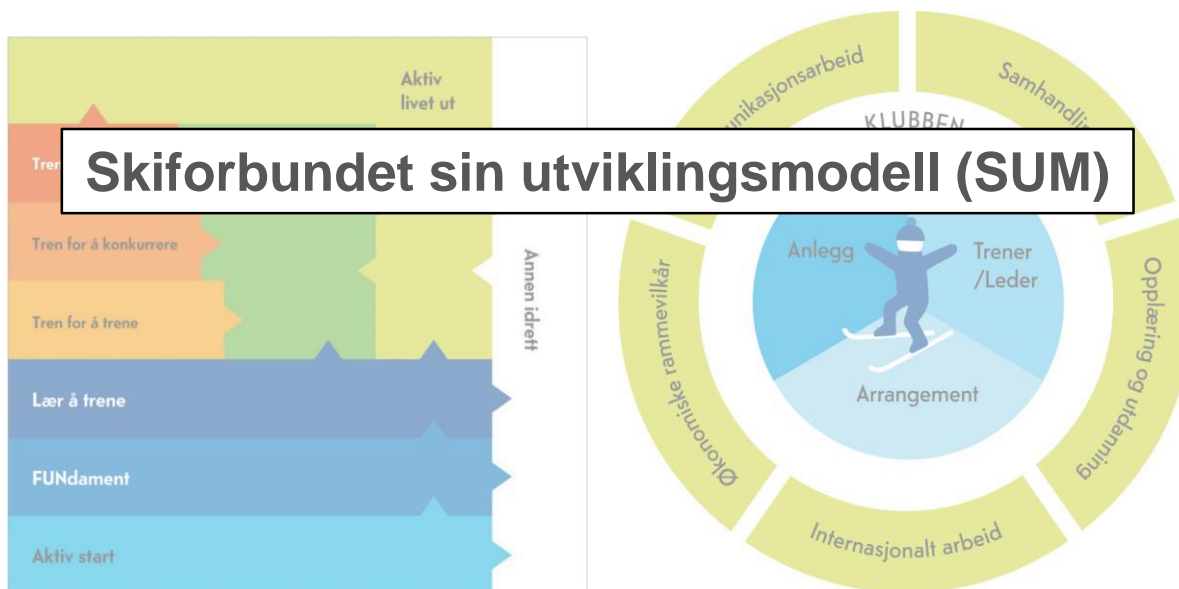 Aktiv
livet ut
Skiforbundet sin utviklingsmodell (SUM)
Tren for å konkurrere
Tren for å trene
Lær å trene
FUNdament
Aktiv start
Annen idrett
KLUBBEN
Anlegg
Trener
/Leder
Arrangement
Økonomiske rammevilkår
Opplæring og utdanning
Internasjonalt arbeid